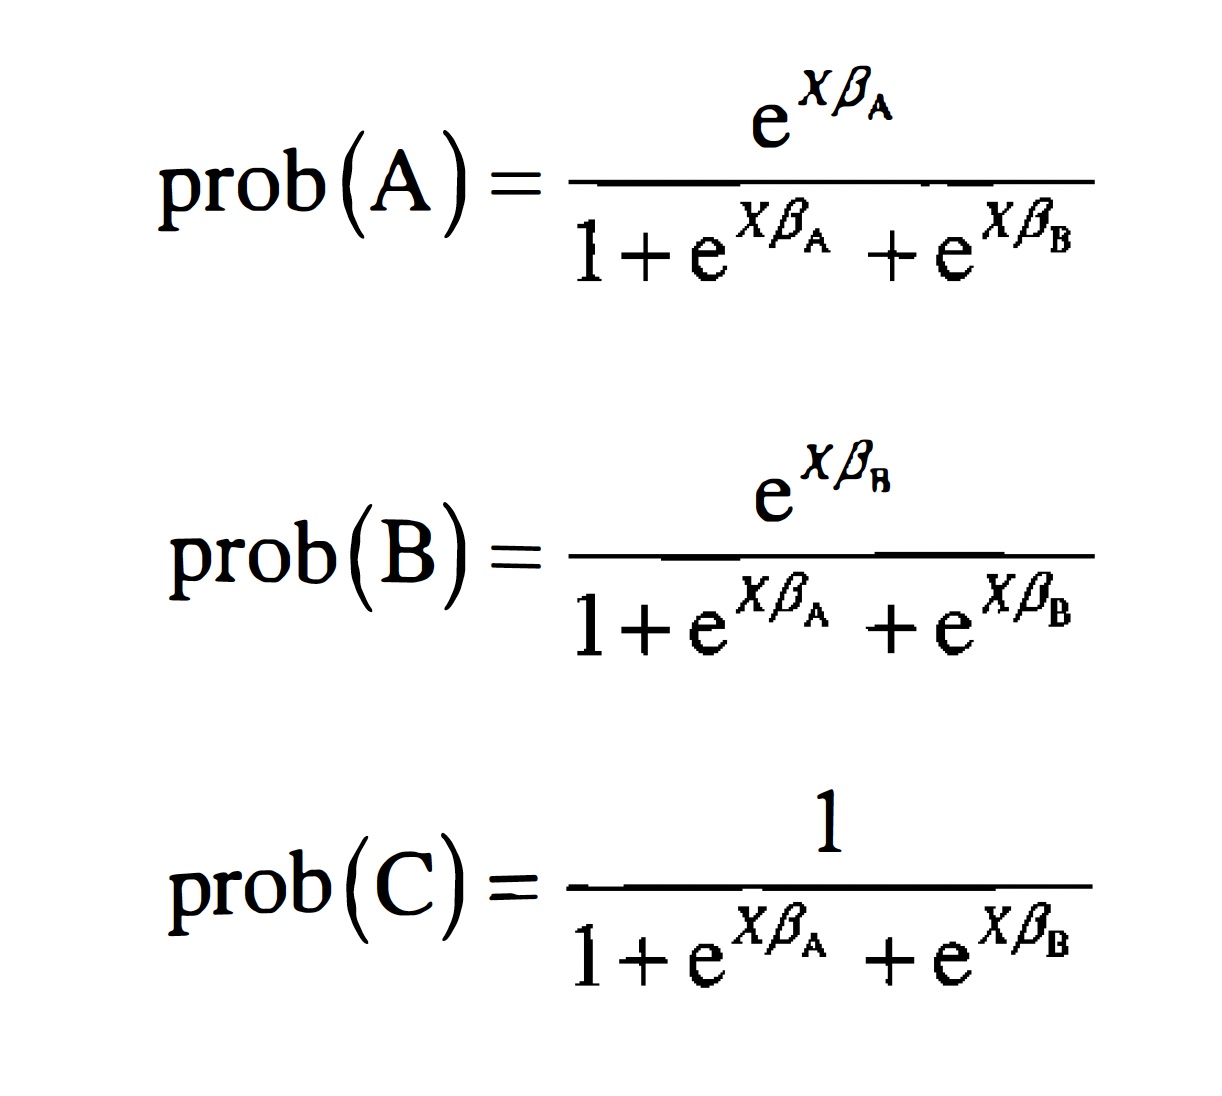 prob(A) = e^{Xβ_A} / (1 + e^{Xβ_A} + e^{Xβ_B})
prob(B) = e^{Xβ_B} / (1 + e^{Xβ_A} + e^{Xβ_B})
prob(C) = 1 / (1 + e^{Xβ_A} + e^{Xβ_B})